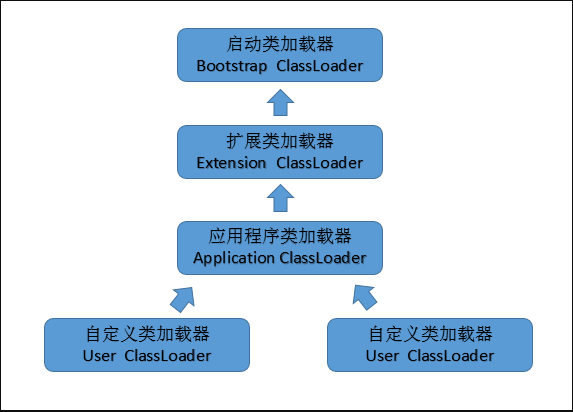 启动类加载器
Bootstrap ClassLoader
扩展类加载器
Extension ClassLoader
应用程序类加载器
Application ClassLoader
自定义类加载器
User ClassLoader
自定义类加载器
User ClassLoader